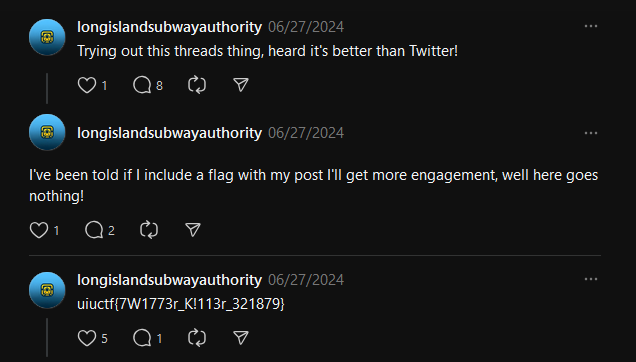 longislandsubwayauthority 06/27/2024
Trying out this threads thing, heard it's better than Twitter!
1 8
longislandsubwayauthority 06/27/2024
I've been told if I include a flag with my post I'll get more engagement, well here goes
nothing!
1 2
longislandsubwayauthority 06/27/2024
uiuctf{7W1773r_K!113r_321879}
5 1